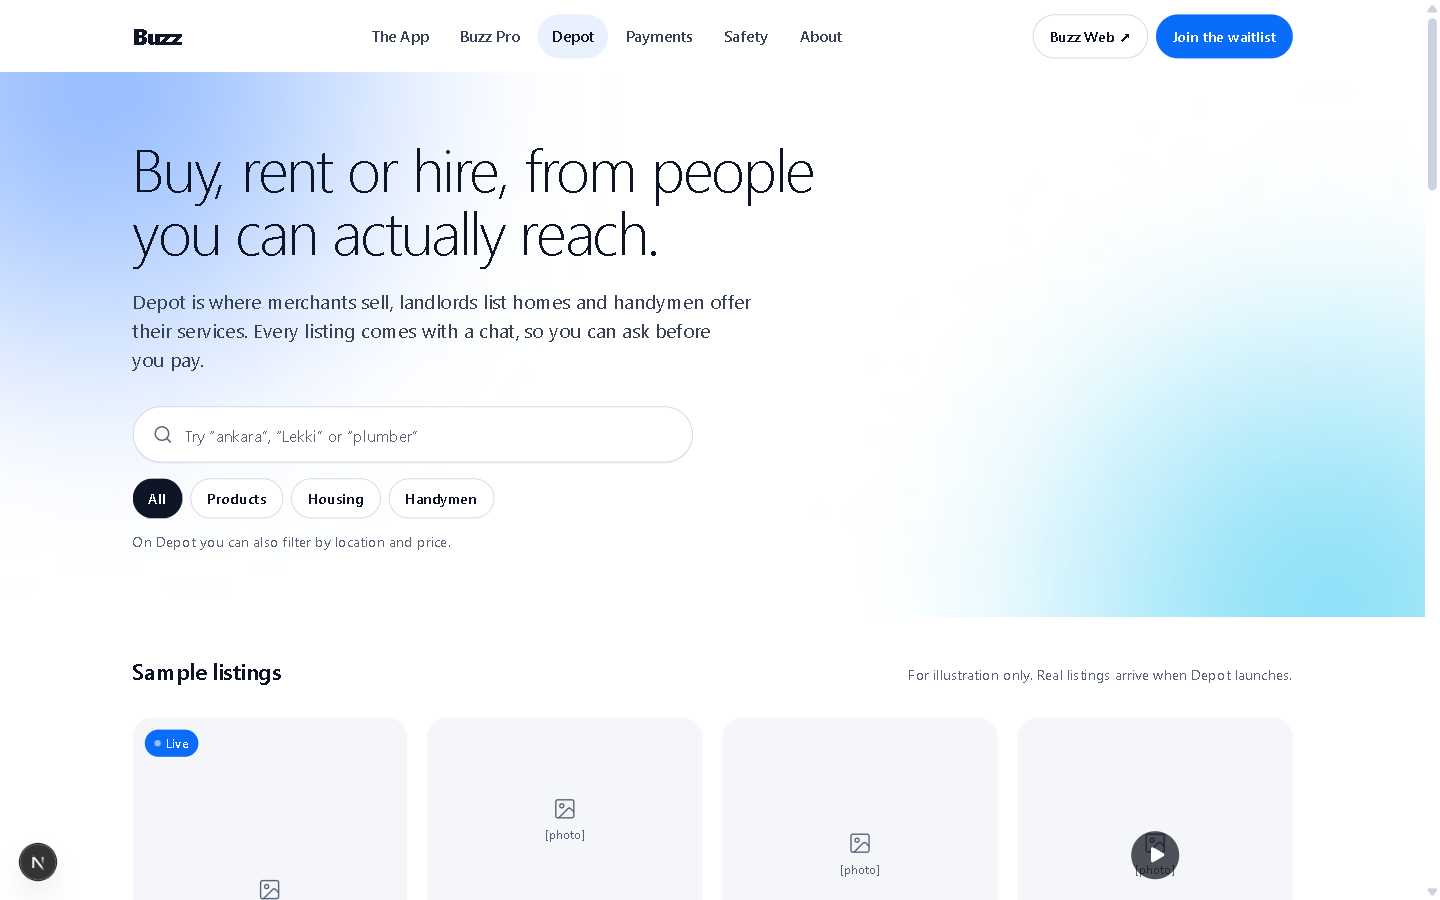 Buzz
The App
Buzz Pro
Depot
Payments
Safety
About
Buzz Web ↗
Join the waitlist
Buy, rent or hire, from people
you can actually reach.
Depot is where merchants sell, landlords list homes and handymen offer
their services. Every listing comes with a chat, so you can ask before
you pay.
Try "ankara", "Lekki" or "plumber"
All
Products
Housing
Handymen
On Depot you can also filter by location and price.
Sample listings
For illustration only. Real listings arrive when Depot launches.
Live
[photo]
[photo]
[photo]
N